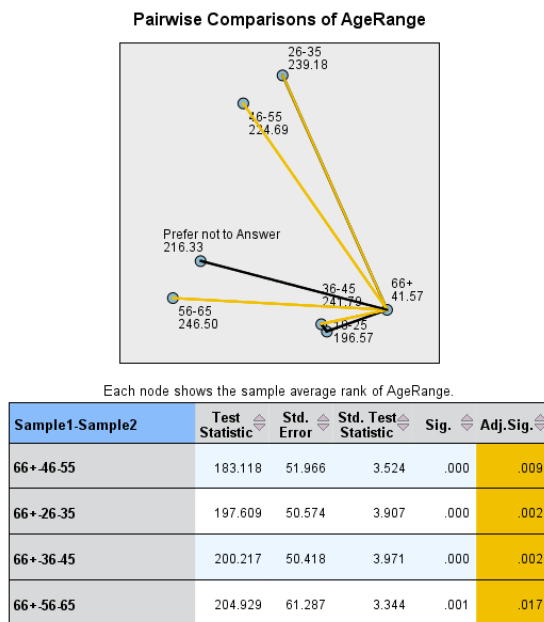 Pairwise Comparisons of AgeRange
26-35
239.18
46-55
224.69
Prefer not to Answer
216.33
36-45
241.79
66+
41.57
56-65
246.50
18-25
196.57
Each node shows the sample average rank of AgeRange.
Sample1-Sample2 Test Statistic Std. Error Std. Test Statistic Sig. Adj.Sig.
66+-46-55 183.118 51.966 3.524 .000 .009
66+-26-35 197.609 50.574 3.907 .000 .002
66+-36-45 200.217 50.418 3.971 .000 .002
66+-56-65 204.929 61.287 3.344 .001 .017